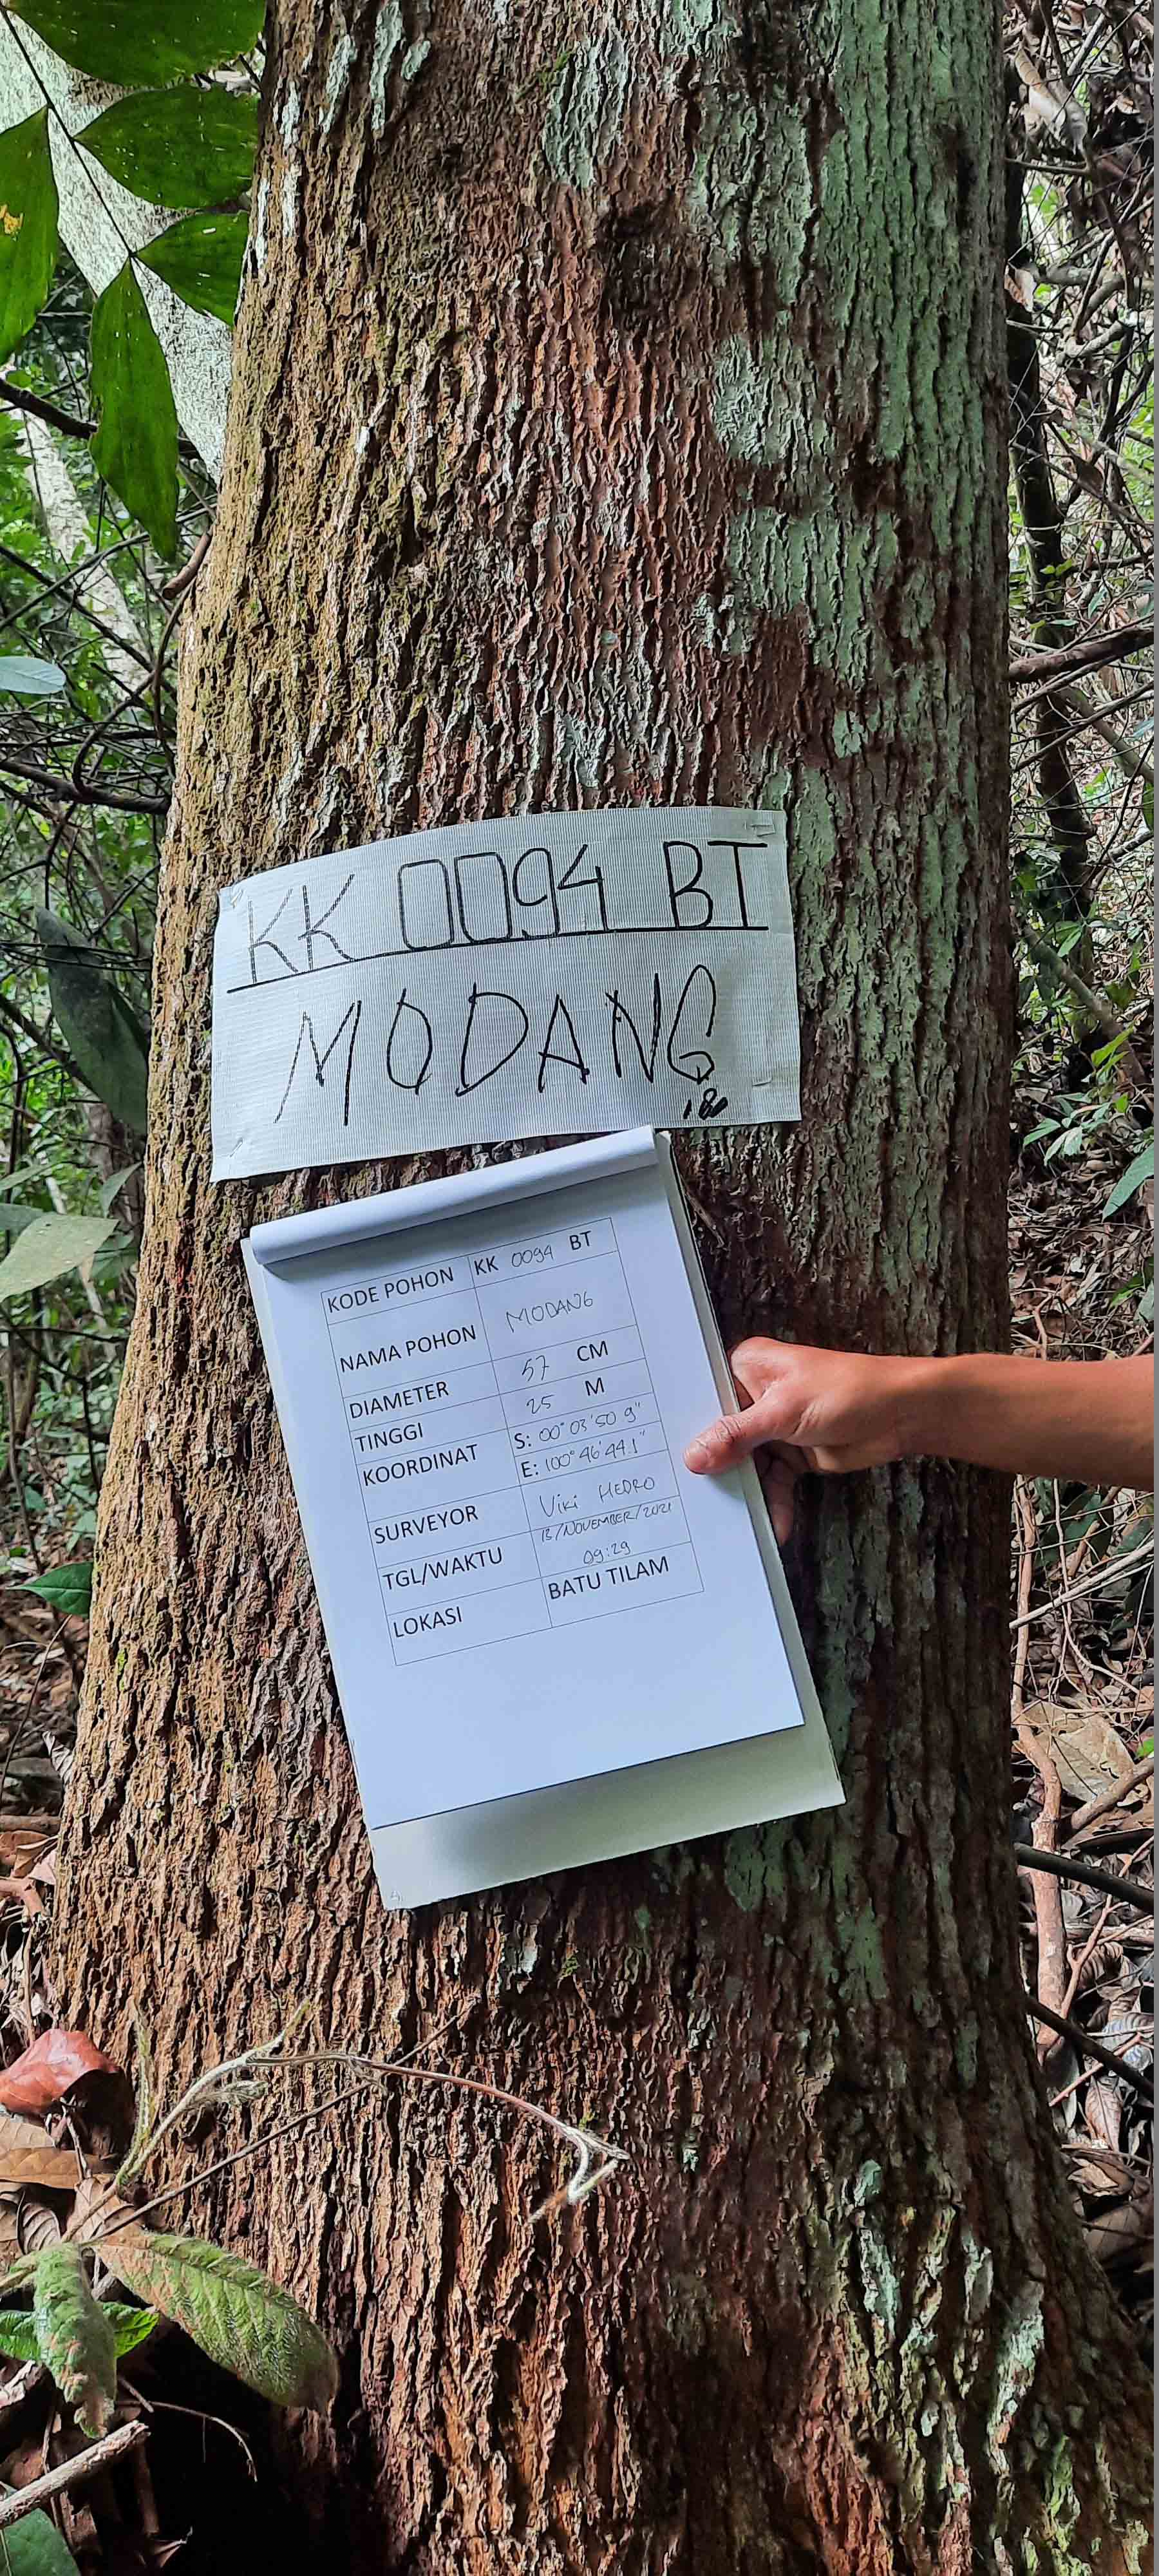 KK 0094 BT
MODANG
KODE POHON KK 0094 BT
NAMA POHON MODANG
DIAMETER 57 CM
TINGGI 25 M
KOORDINAT S: 00° 03' 50 9"
E: 100° 46' 44.1"
SURVEYOR Viki HEDRO
TGL/WAKTU 13/NOVEMBER/2021
09:29
LOKASI BATU TILAM